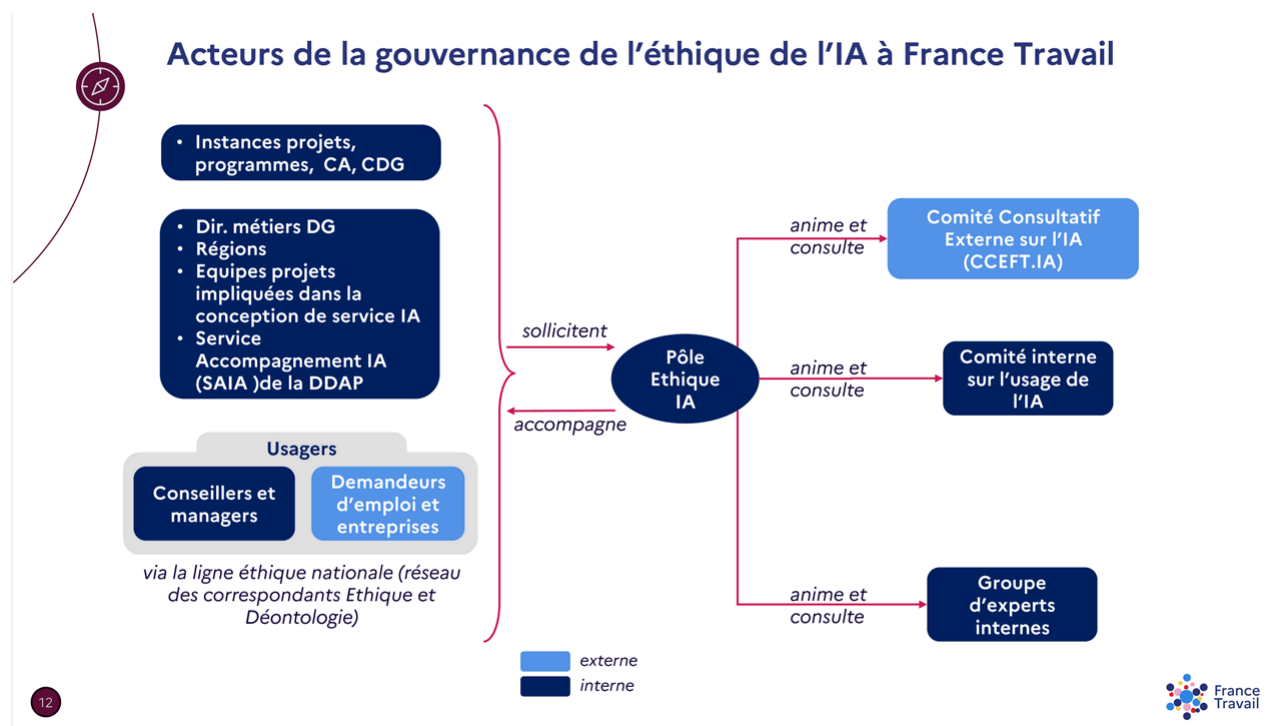 Acteurs de la gouvernance de l’éthique de l’IA à France Travail
• Instances projets,
programmes, CA, CDG
• Dir. métiers DG
• Régions
• Equipes projets
impliquées dans la
conception de service IA
• Service
Accompagnement IA
(SAIA )de la DDAP
Usagers
Conseillers et
managers
Demandeurs
d’emploi et
entreprises
via la ligne éthique nationale (réseau
des correspondants Ethique et
Déontologie)
sollicitent
accompagne
Pôle
Ethique
IA
anime et
consulte
Comité Consultatif
Externe sur l’IA
(CCEFT.IA)
anime et
consulte
Comité interne
sur l’usage de
l’IA
anime et
consulte
Groupe
d’experts
internes
externe
interne
12
France
Travail